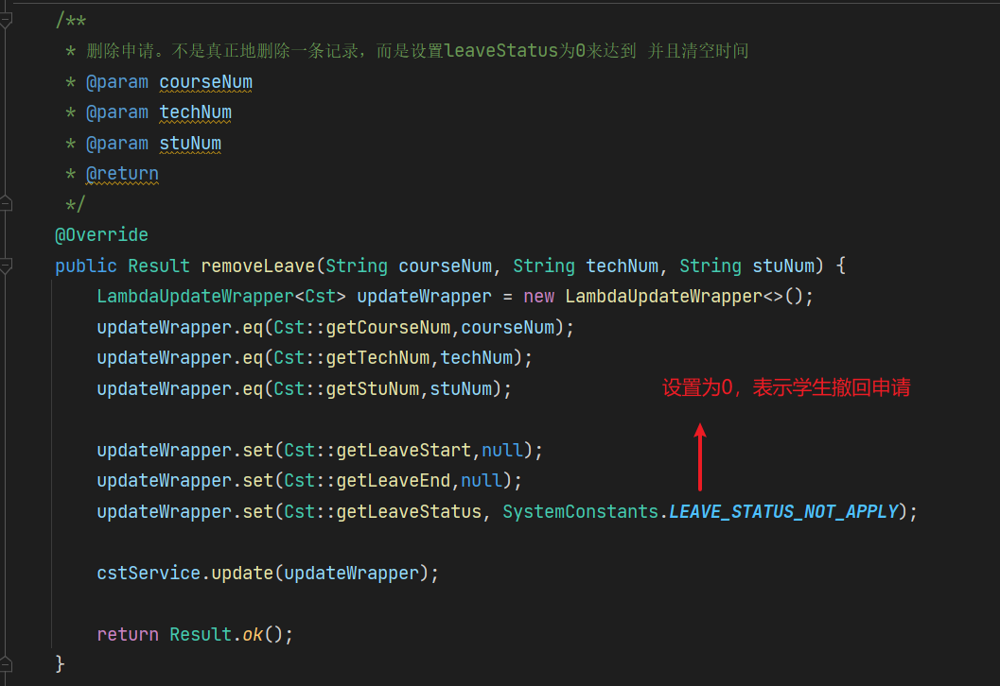 /**
 * 删除申请。不是真正地删除一条记录，而是设置leaveStatus为0来达到 并且清空时间
 * @param courseNum
 * @param techNum
 * @param stuNum
 * @return
 */
@Override
public Result removeLeave(String courseNum, String techNum, String stuNum) {
    LambdaUpdateWrapper<Cst> updateWrapper = new LambdaUpdateWrapper<>();
    updateWrapper.eq(Cst::getCourseNum,courseNum);
    updateWrapper.eq(Cst::getTechNum,techNum);
    updateWrapper.eq(Cst::getStuNum,stuNum);
设置为0，表示学生撤回申请
    updateWrapper.set(Cst::getLeaveStart,null);
    updateWrapper.set(Cst::getLeaveEnd,null);
    updateWrapper.set(Cst::getLeaveStatus, SystemConstants.LEAVE_STATUS_NOT_APPLY);
    cstService.update(updateWrapper);
    return Result.ok();
}